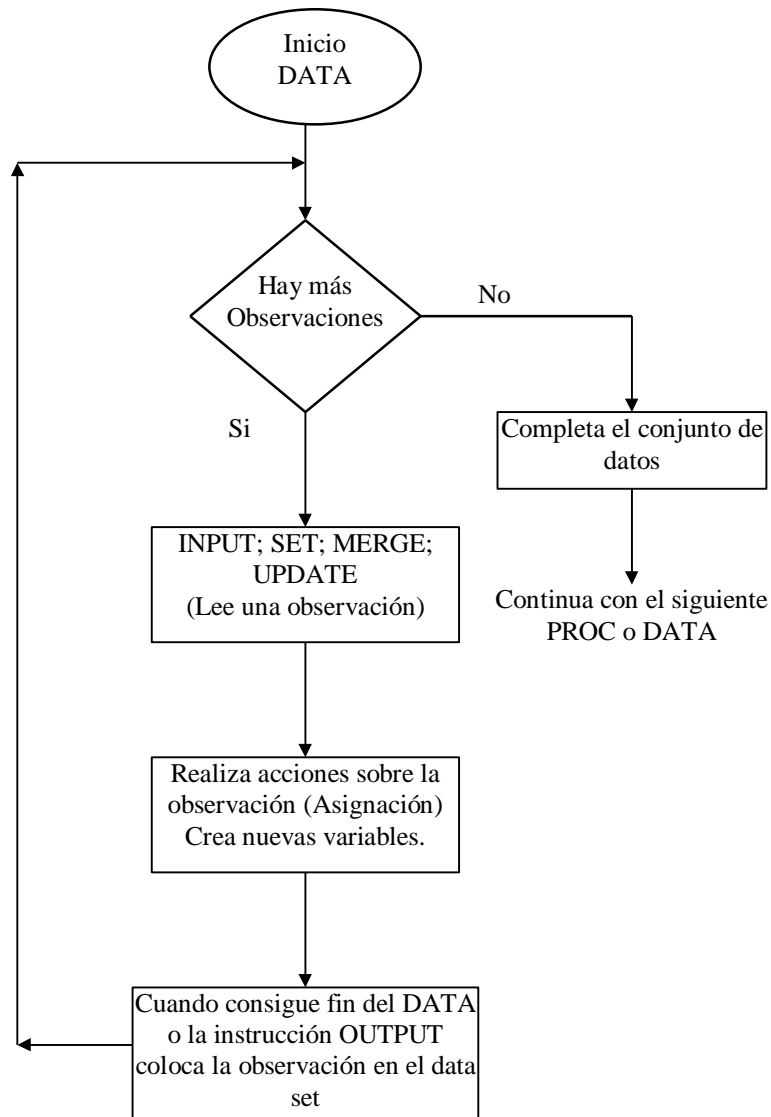 Inicio
DATA
Hay más
Observaciones
No
Si
Completa el conjunto de
datos
INPUT; SET; MERGE;
UPDATE
(Lee una observación)
Continua con el siguiente
PROC o DATA
Realiza acciones sobre la
observación (Asignación)
Crea nuevas variables.
Cuando consigue fin del DATA
o la instrucción OUTPUT
coloca la observación en el data
set